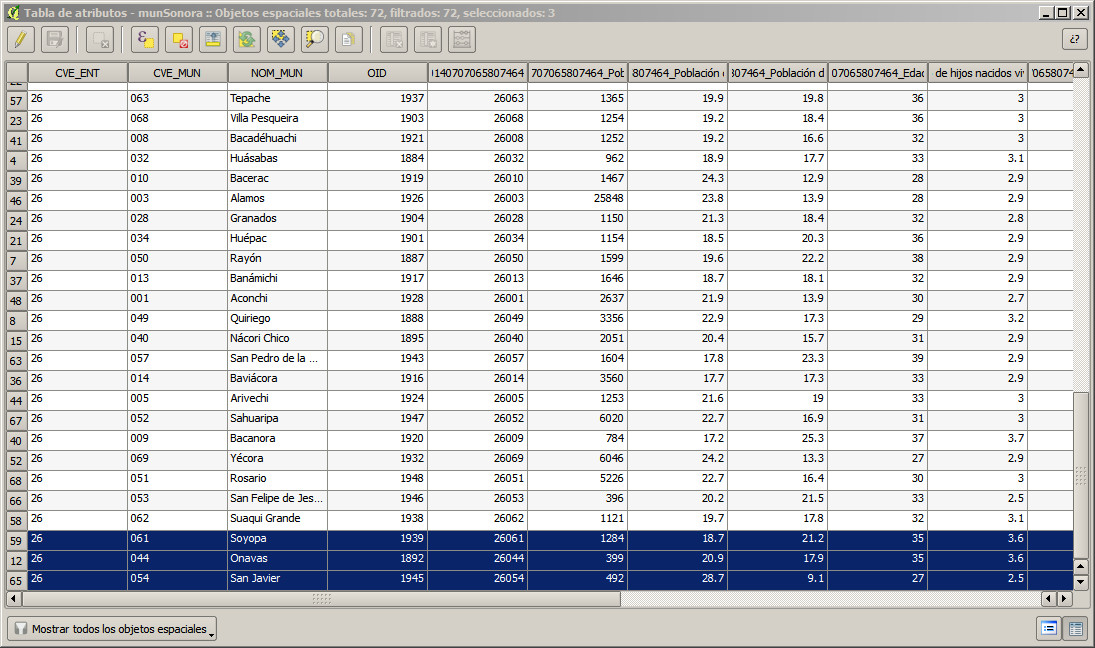 Tabla de atributos - munSonora :: Objetos espaciales totales: 72, filtrados: 72, seleccionados: 3
¿?
CVE_ENT CVE_MUN NOM_MUN OID 140707065807464 707065807464_Pob 807464_Población 807464_Población d 07065807464_Edad de hijos nacidos vi
57 26 063 Tepache 1937 26063 1365 19.9 19.8 36 3
23 26 068 Villa Pesqueira 1903 26068 1254 19.2 18.4 36 3
41 26 008 Bacadéhuachi 1921 26008 1252 19.2 16.6 32 3
4 26 032 Huásabas 1884 26032 962 18.9 17.7 33 3.1
39 26 010 Bacerac 1919 26010 1467 24.3 12.9 28 2.9
46 26 003 Alamos 1926 26003 25848 23.8 13.9 28 2.9
24 26 028 Granados 1904 26028 1150 21.3 18.4 32 2.8
21 26 034 Huépac 1901 26034 1154 18.5 20.3 36 2.9
7 26 050 Rayón 1887 26050 1599 19.6 22.2 38 2.9
37 26 013 Banámichi 1917 26013 1646 18.7 18.1 32 2.9
48 26 001 Aconchi 1928 26001 2637 21.9 13.9 30 2.7
8 26 049 Quiriego 1888 26049 3356 22.9 17.3 29 3.2
15 26 040 Nácori Chico 1895 26040 2051 20.4 15.7 31 2.9
63 26 057 San Pedro de la ... 1943 26057 1604 17.8 23.3 39 2.9
36 26 014 Baviácora 1916 26014 3560 17.7 17.3 33 2.9
44 26 005 Arivechi 1924 26005 1253 21.6 19 33 3
67 26 052 Sahuaripa 1947 26052 6020 22.7 16.9 31 3
40 26 009 Bacanora 1920 26009 784 17.2 25.3 37 3.7
52 26 069 Yécora 1932 26069 6046 24.2 13.3 27 2.9
68 26 051 Rosario 1948 26051 5226 22.7 16.4 30 3
66 26 053 San Felipe de Jes... 1946 26053 396 20.2 21.5 33 2.5
58 26 062 Suaqui Grande 1938 26062 1121 19.7 17.8 32 3.1
59 26 061 Soyopa 1939 26061 1284 18.7 21.2 35 3.6
12 26 044 Onavas 1892 26044 399 20.9 17.9 35 3.6
65 26 054 San Javier 1945 26054 492 28.7 9.1 27 2.5
Mostrar todos los objetos espaciales